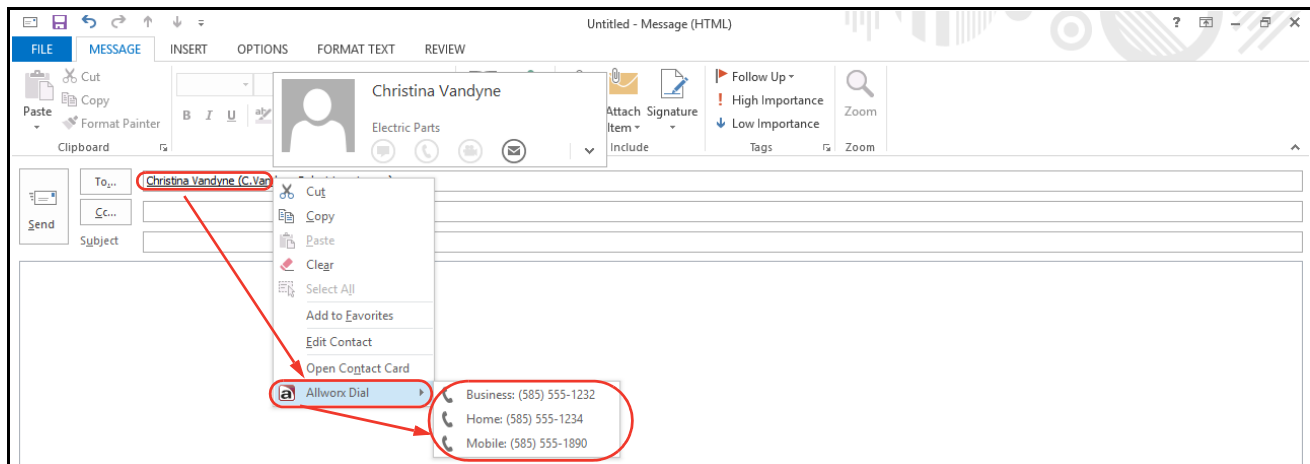 Untitled - Message (HTML)
FILE MESSAGE INSERT OPTIONS FORMAT TEXT REVIEW
Paste
Cut
Copy
Format Painter
Clipboard
B I U
Christina Vandyne
Electric Parts
Attach Item
Signature
Include
Follow Up
High Importance
Low Importance
Tags
Zoom
Zoom
Send
To...
Christina Vandyne (C.Van
Cc...
Subject
Cut
Copy
Paste
Clear
Select All
Add to Favorites
Edit Contact
Open Contact Card
a Allworx Dial
Business: (585) 555-1232
Home: (585) 555-1234
Mobile: (585) 555-1890